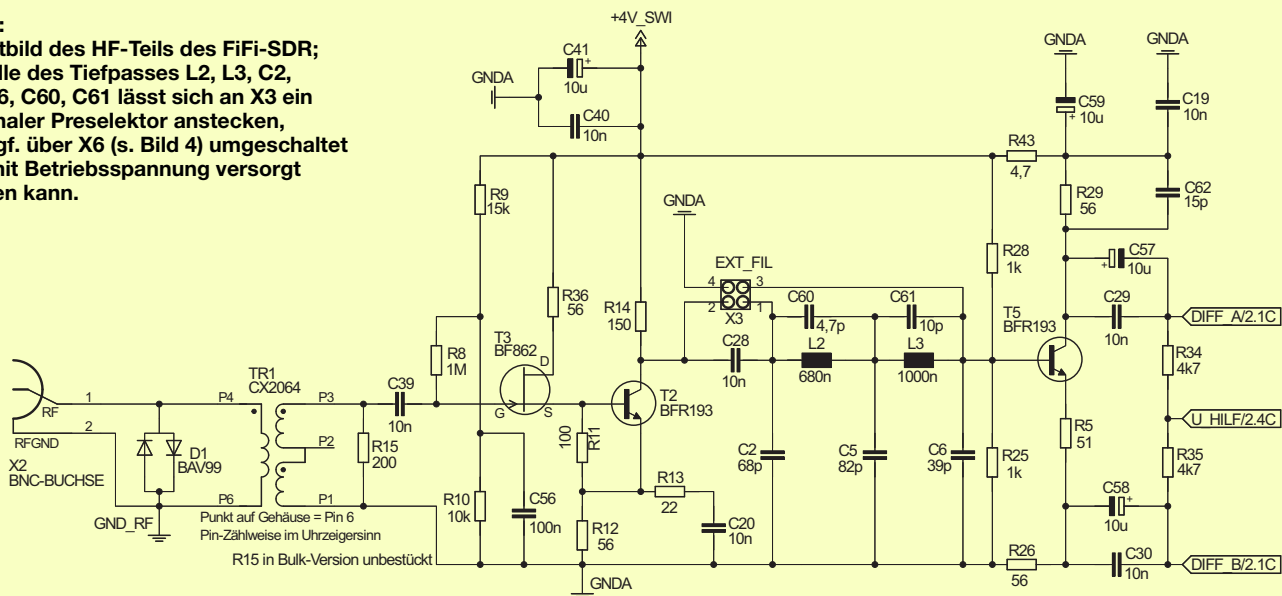 :
tbild des HF-Teils des FiFi-SDR;
lle des Tiefpasses L2, L3, C2,
6, C60, C61 lässt sich an X3 ein
naler Preselektor anstecken,
gf. über X6 (s. Bild 4) umgeschaltet
mit Betriebsspannung versorgt
en kann.
+4V_SWI
C41
+
10u
GNDA
C40
10n
GNDA
GNDA
C59
10u
C19
10n
R43
4,7
R29
56
C62
15p
R9
15k
GNDA
R28
1k
C57
+
10u
R36
56
R14
150
EXT_FIL
4
3
2
1
X3
C60
4,7p
C61
10p
T5
BFR193
C29
10n
DIFF_A/2.1C
T3
BF862
D
G
S
R8
1M
C28
10n
L2
680n
L3
1000n
R34
4k7
TR1
CX2064
C39
10n
T2
BFR193
RF
1
P4
P3
P2
RFGND
2
D1
BAV99
R15
200
100
R11
C2
68p
C5
82p
C6
39p
R25
1k
R5
51
U_HILF/2.4C
X2
BNC-BUCHSE
P6
P1
R13
22
R35
4k7
GND_RF
Punkt auf Gehäuse = Pin 6
Pin-Zählweise im Uhrzeigersinn
R10
10k
C56
100n
R12
56
C20
10n
C58
+
10u
R15 in Bulk-Version unbestückt
R26
56
C30
10n
DIFF_B/2.1C
GNDA